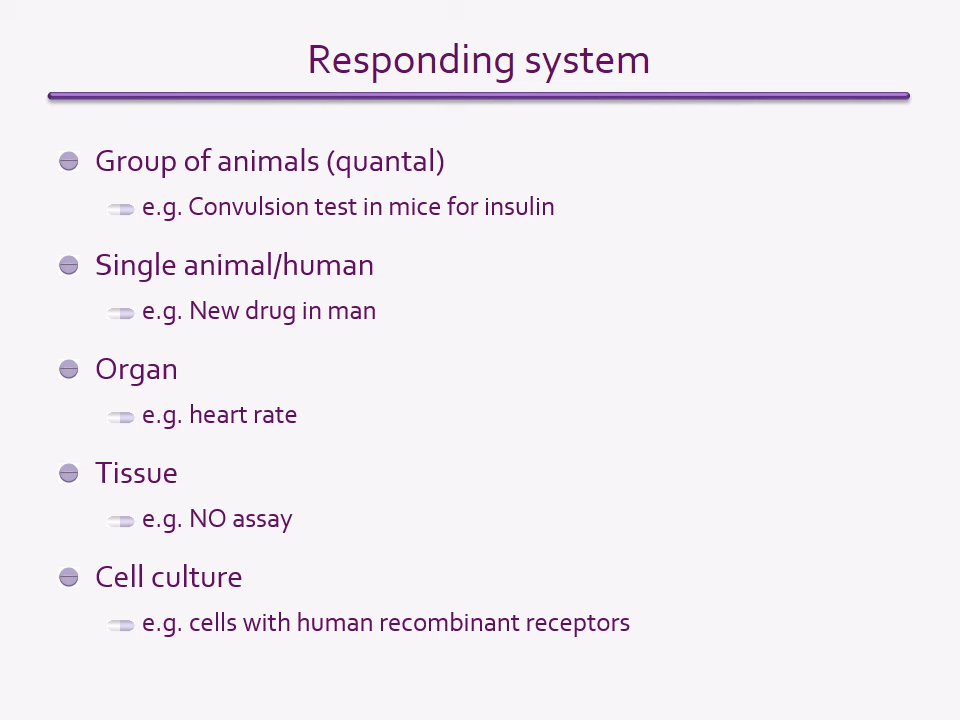 Responding system
Group of animals (quantal)
e.g. Convulsion test in mice for insulin
Single animal/human
e.g. New drug in man
Organ
e.g. heart rate
Tissue
e.g. NO assay
Cell culture
e.g. cells with human recombinant receptors